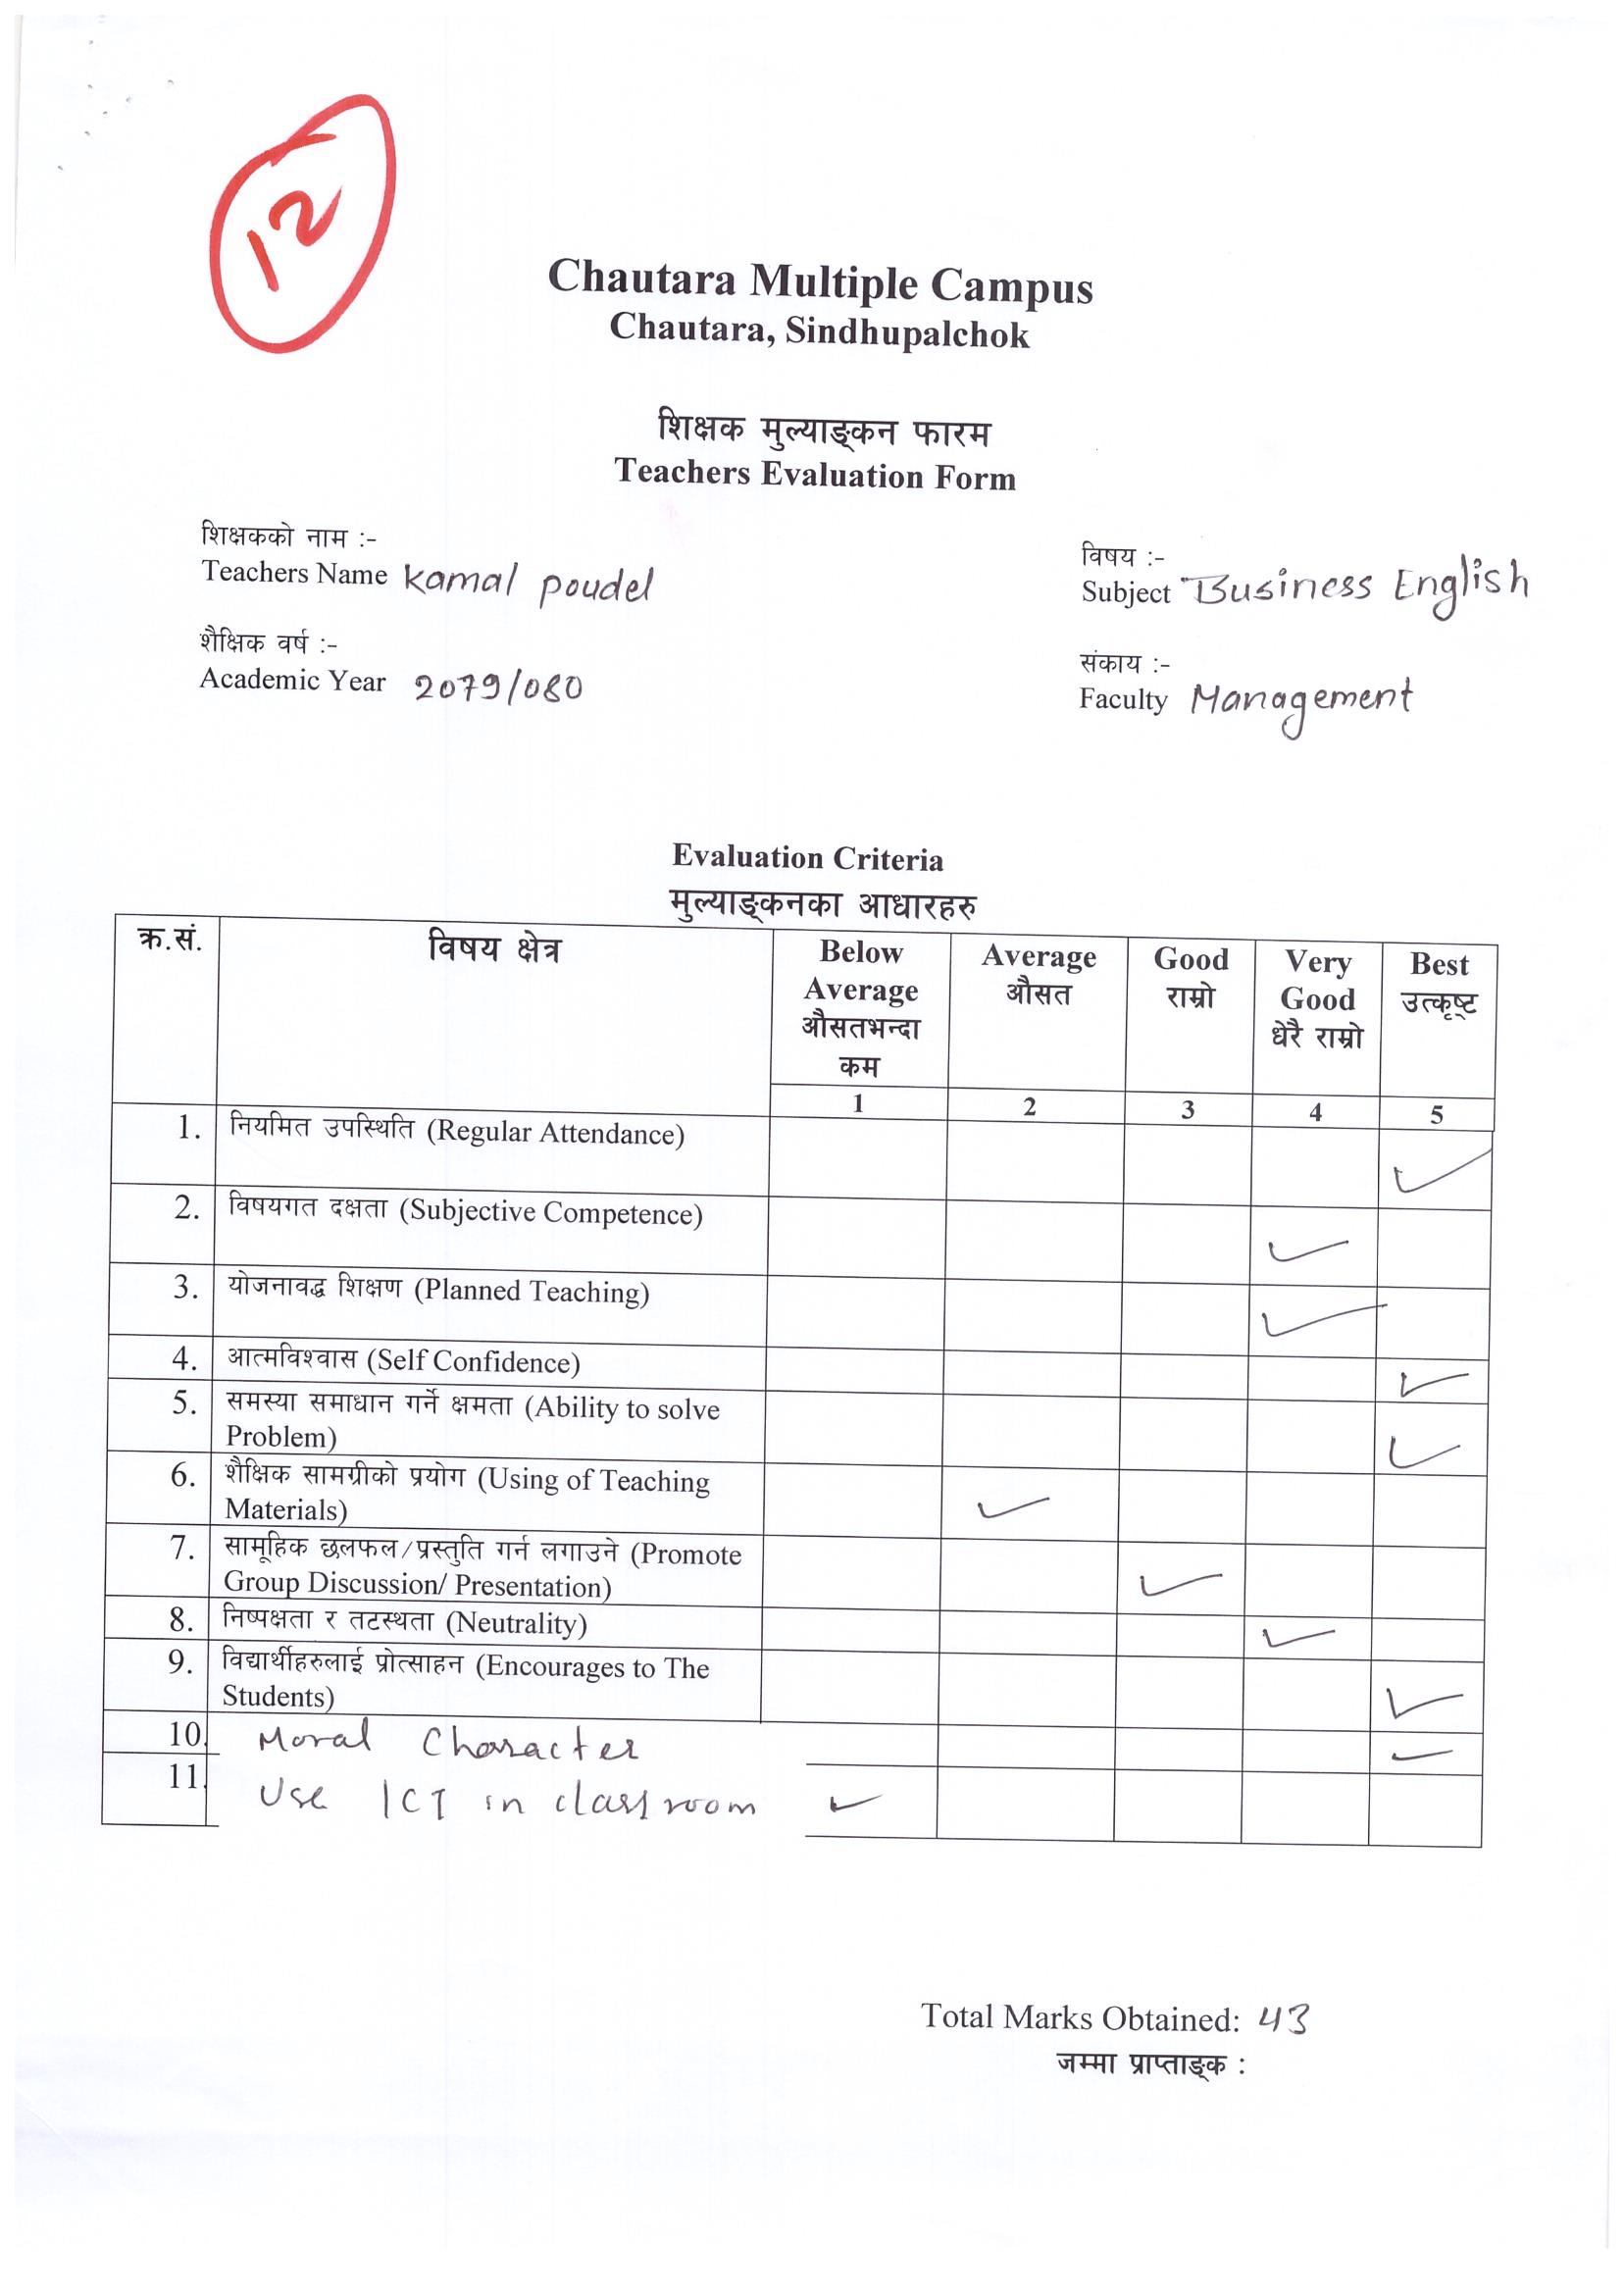 12
Chautara Multiple Campus
Chautara, Sindhupalchok
शिक्षक मुल्याङ्कन फारम
Teachers Evaluation Form
शिक्षकको नाम :-
Teachers Name Kamal Poudel
विषय :-
Subject Business English
शैक्षिक वर्ष :-
Academic Year 2079/080
संकाय :-
Faculty Management
Evaluation Criteria
मुल्याङ्कनका आधारहरु
क्र.सं. विषय क्षेत्र Below Average Good Very Best
Average औसत राम्रो Good उत्कृष्ट
औसतभन्दा धेरै राम्रो
कम
1 2 3 4 5
1. नियमित उपस्थिति (Regular Attendance) ✓
2. विषयगत दक्षता (Subjective Competence) ✓
3. योजनावद्ध शिक्षण (Planned Teaching) ✓
4. आत्मविश्वास (Self Confidence) ✓
5. समस्या समाधान गर्ने क्षमता (Ability to solve
Problem) ✓
6. शैक्षिक सामग्रीको प्रयोग (Using of Teaching
Materials) ✓
7. सामूहिक छलफल/प्रस्तुति गर्न लगाउने (Promote
Group Discussion/ Presentation) ✓
8. निष्पक्षता र तटस्थता (Neutrality) ✓
9. विद्यार्थीहरुलाई प्रोत्साहन (Encourages to The
Students) ✓
10. Moral Character ✓
11. Use ICT in classroom ✓
Total Marks Obtained: 43
जम्मा प्राप्ताङ्क :